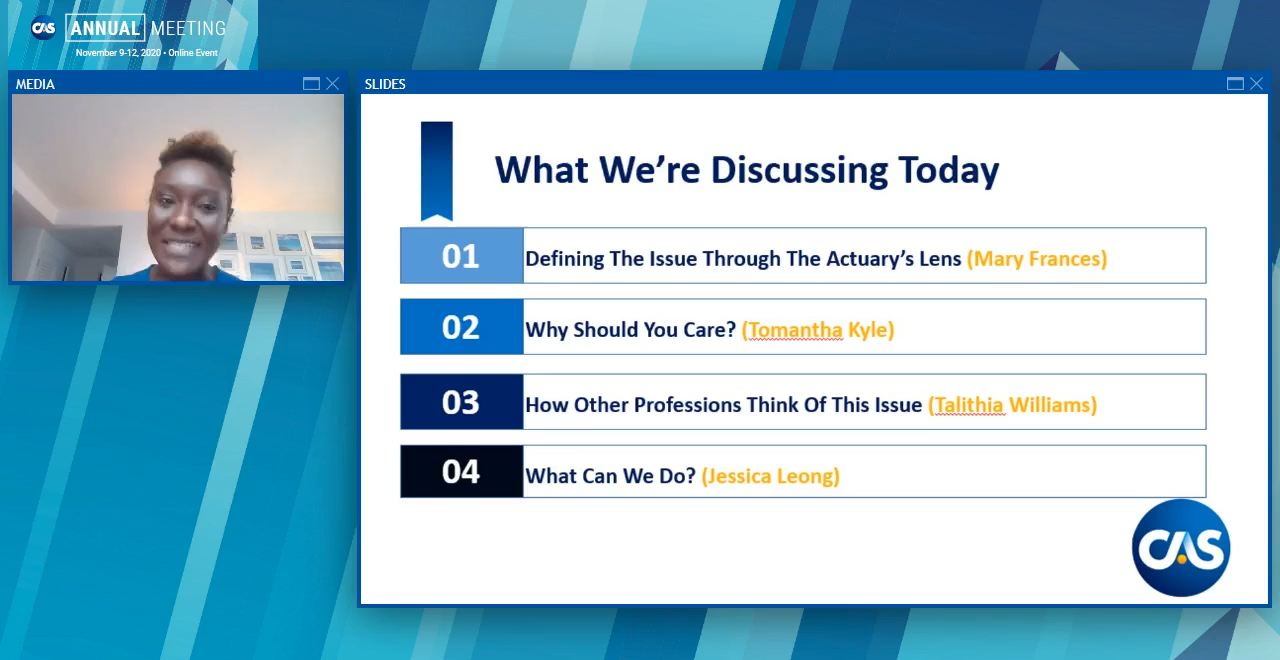 CAS ANNUAL MEETING
November 9-12, 2020 • Online Event
MEDIA
SLIDES
What We’re Discussing Today
01 Defining The Issue Through The Actuary’s Lens (Mary Frances)
02 Why Should You Care? (Tomantha Kyle)
03 How Other Professions Think Of This Issue (Talithia Williams)
04 What Can We Do? (Jessica Leong)
CAS